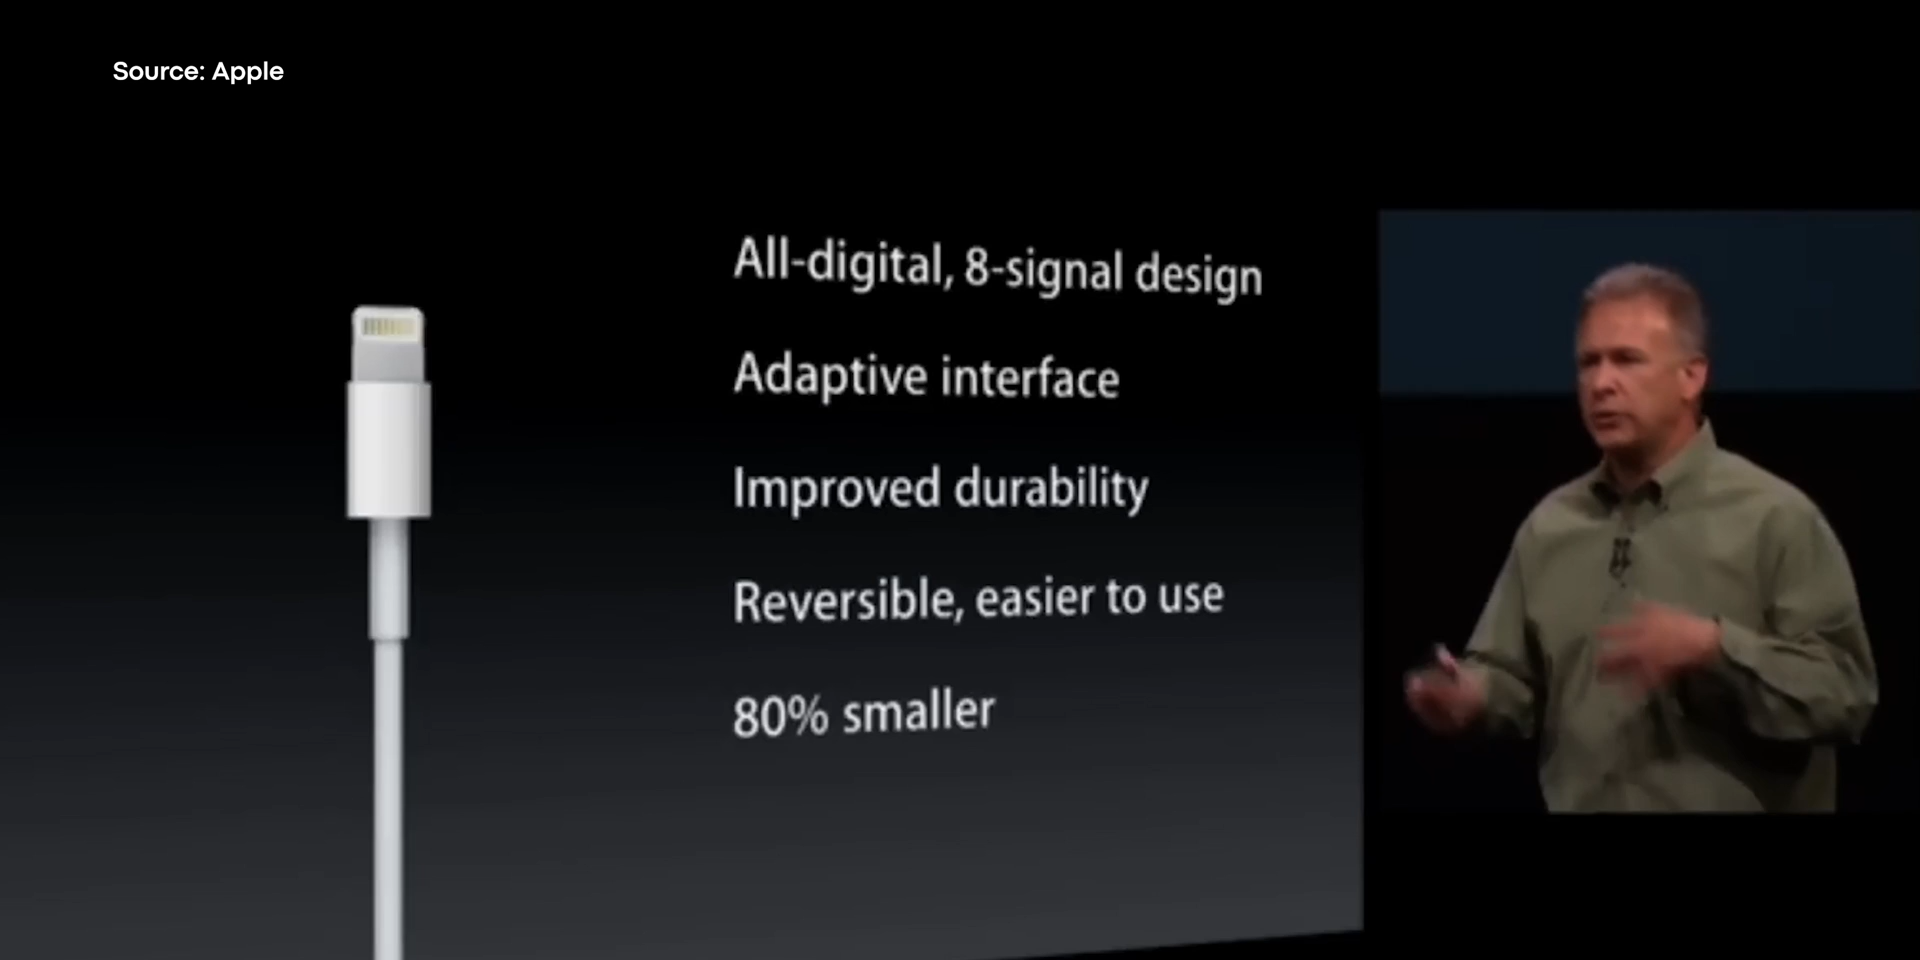 Source: Apple
All-digital, 8-signal design
Adaptive interface
Improved durability
Reversible, easier to use
80% smaller